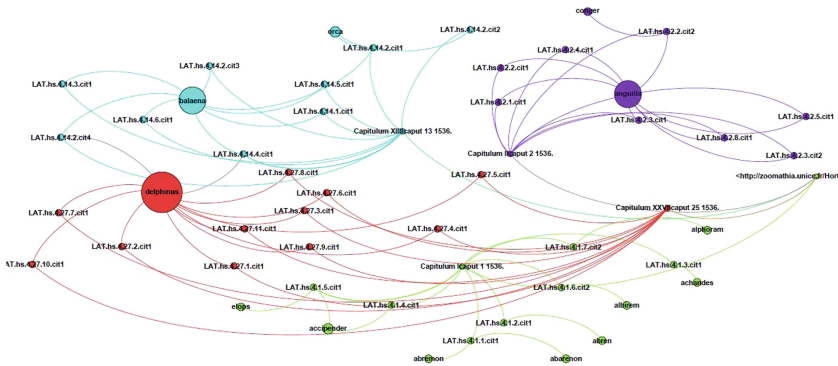 conger
orca
LAT.hs.4.14.2.cit2
LAT.hs.4.2.2.cit2
LAT.hs.4.14.2.cit1
LAT.hs.4.2.4.cit1
LAT.hs.4.14.2.cit3
LAT.hs.4.2.2.cit1
LAT.hs.4.14.3.cit1
LAT.hs.4.14.5.cit1
balaena
anguilla
LAT.hs.4.2.1.cit1
LAT.hs.4.14.1.cit1
LAT.hs.4.2.5.cit1
LAT.hs.4.14.6.cit1
LAT.hs.4.2.3.cit1
Capitulum XIII caput 13 1536.
LAT.hs.4.14.2.cit4
LAT.hs.4.2.8.cit1
LAT.hs.4.14.4.cit1
Capitulum II caput 2 1536.
LAT.hs.4.2.3.cit2
LAT.hs.4.27.8.cit1
LAT.hs.4.27.5.cit1
<http://zoomathia.unice.fr/Hort
delphinus
LAT.hs.4.27.6.cit1
LAT.hs.4.27.7.cit1
LAT.hs.4.27.3.cit1
Capitulum XXVII caput 25 1536.
LAT.hs.4.27.11.cit1
LAT.hs.4.27.4.cit1
alphoram
LAT.hs.4.27.2.cit1
LAT.hs.4.27.9.cit1
LAT.hs.4.1.7.cit2
AT.hs.4.27.10.cit1
LAT.hs.4.27.1.cit1
Capitulum I caput 1 1536.
LAT.hs.4.1.3.cit1
achandes
LAT.hs.4.1.5.cit1
LAT.hs.4.1.6.cit2
elops
LAT.hs.4.1.4.cit1
albirem
accipender
LAT.hs.4.1.2.cit1
LAT.hs.4.1.1.cit1
abren
abremon
abarenon